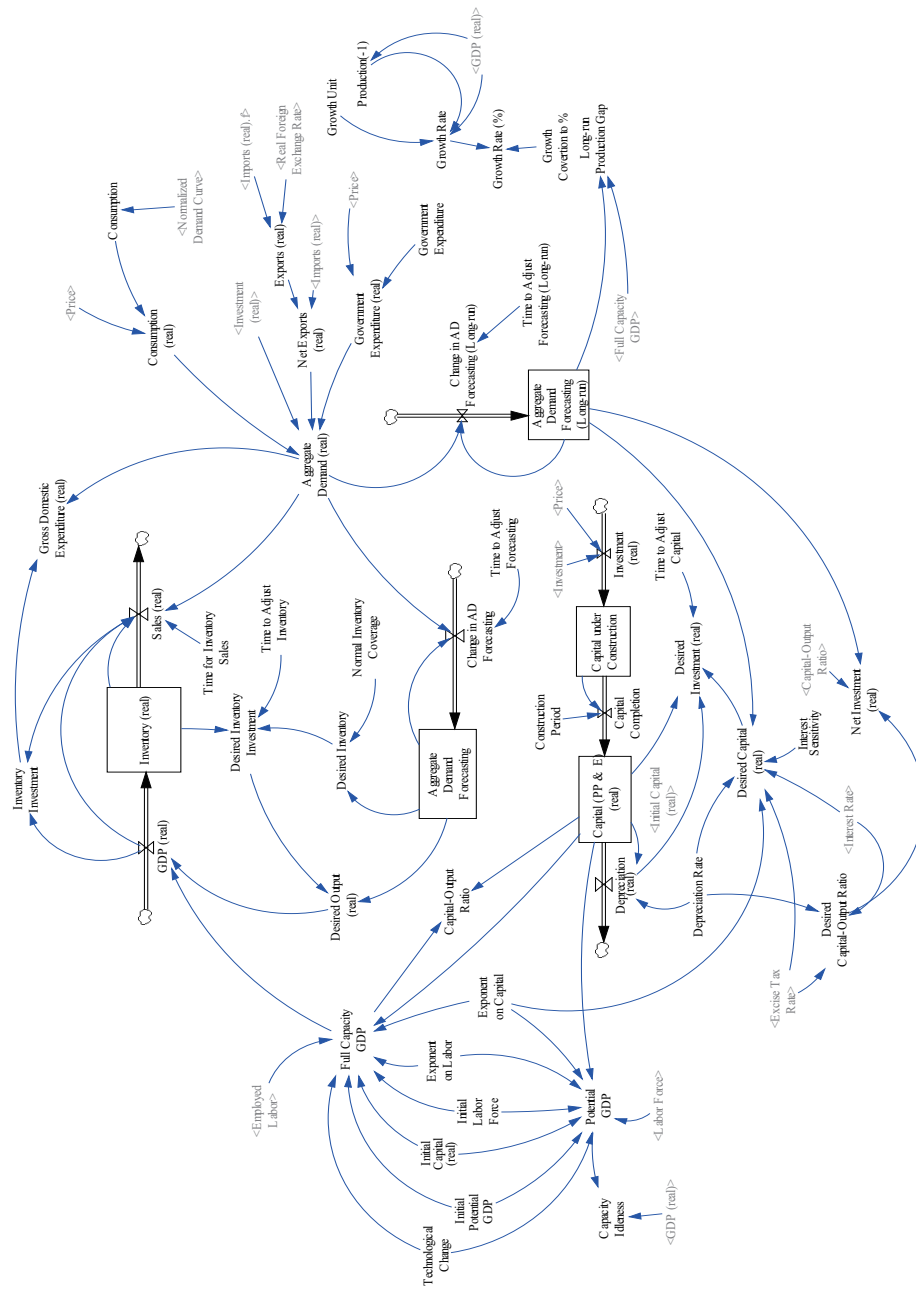 Technological
Change
Initial Potential
GDP
Initial
Capital
(real)
Initial
Labor
Force
Exponent
on Labor
Exponent
on Capital
<Employed
Labor>
Full Capacity
GDP
Potential
GDP
<Labor Force>
Capacity
Idleness
<GDP (real)>
GDP (real)
Inventory
Investment
Inventory (real)
Sales (real)
Gross Domestic
Expenditure (real)
Time for Inventory
Sales
Desired Inventory
Investment
Time to Adjust
Inventory
Desired Output
(real)
Desired Inventory
Normal Inventory
Coverage
Capital-Output
Ratio
Aggregate
Demand
Forecasting
Change in AD
Forecasting
Time to Adjust
Forecasting
<Price>
Consumption
<Normalized
Demand Curve>
Consumption
(real)
<Investment
(real)>
<Imports (real).f>
<Real Foreign
Exchange Rate>
Exports (real)
<Imports (real)>
Net Exports
(real)
<Price>
Government
Expenditure (real)
Government
Expenditure
Aggregate
Demand (real)
Growth Unit
Production(-1)
<GDP (real)>
Growth Rate
Growth Rate (%)
Growth
Covertion to %
Long-run
Production Gap
<Full Capacity
GDP>
Change in AD
Forecasting (Long-run)
Time to Adjust
Forecasting (Long-run)
Aggregate
Demand
Forecasting
(Long-run)
Depreciation
(real)
Capital (PP & E)
(real)
Construction
Period
Capital
Completion
Capital under
Construction
<Investment>
<Price>
Investment
(real)
<Initial Capital
(real)>
Desired
Investment (real)
Time to Adjust
Capital
Depreciation Rate
Desired Capital
(real)
Interest
Sensitivity
<Capital-Output
Ratio>
<Excise Tax
Rate>
Desired
Capital-Output Ratio
<Interest Rate>
Net Investment
(real)